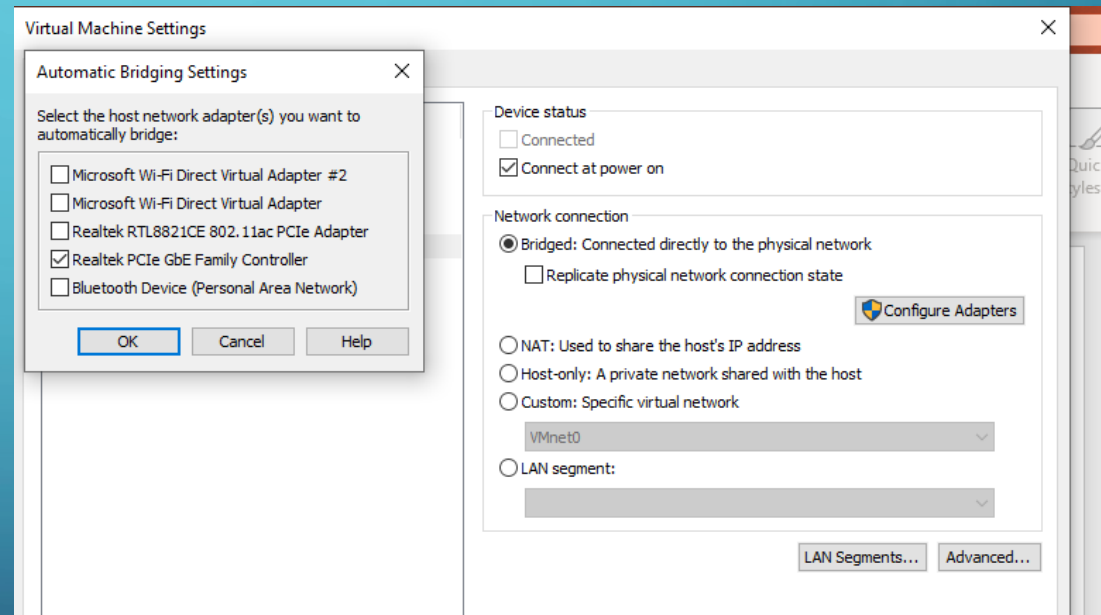 Virtual Machine Settings
Automatic Bridging Settings
Select the host network adapter(s) you want to
automatically bridge:
Microsoft Wi-Fi Direct Virtual Adapter #2
Microsoft Wi-Fi Direct Virtual Adapter
Realtek RTL8821CE 802.11ac PCIe Adapter
Realtek PCIe GbE Family Controller
Bluetooth Device (Personal Area Network)
OK
Cancel
Help
Device status
Connected
Connect at power on
Network connection
Bridged: Connected directly to the physical network
Replicate physical network connection state
Configure Adapters
NAT: Used to share the host's IP address
Host-only: A private network shared with the host
Custom: Specific virtual network
VMnet0
LAN segment:
LAN Segments...
Advanced...